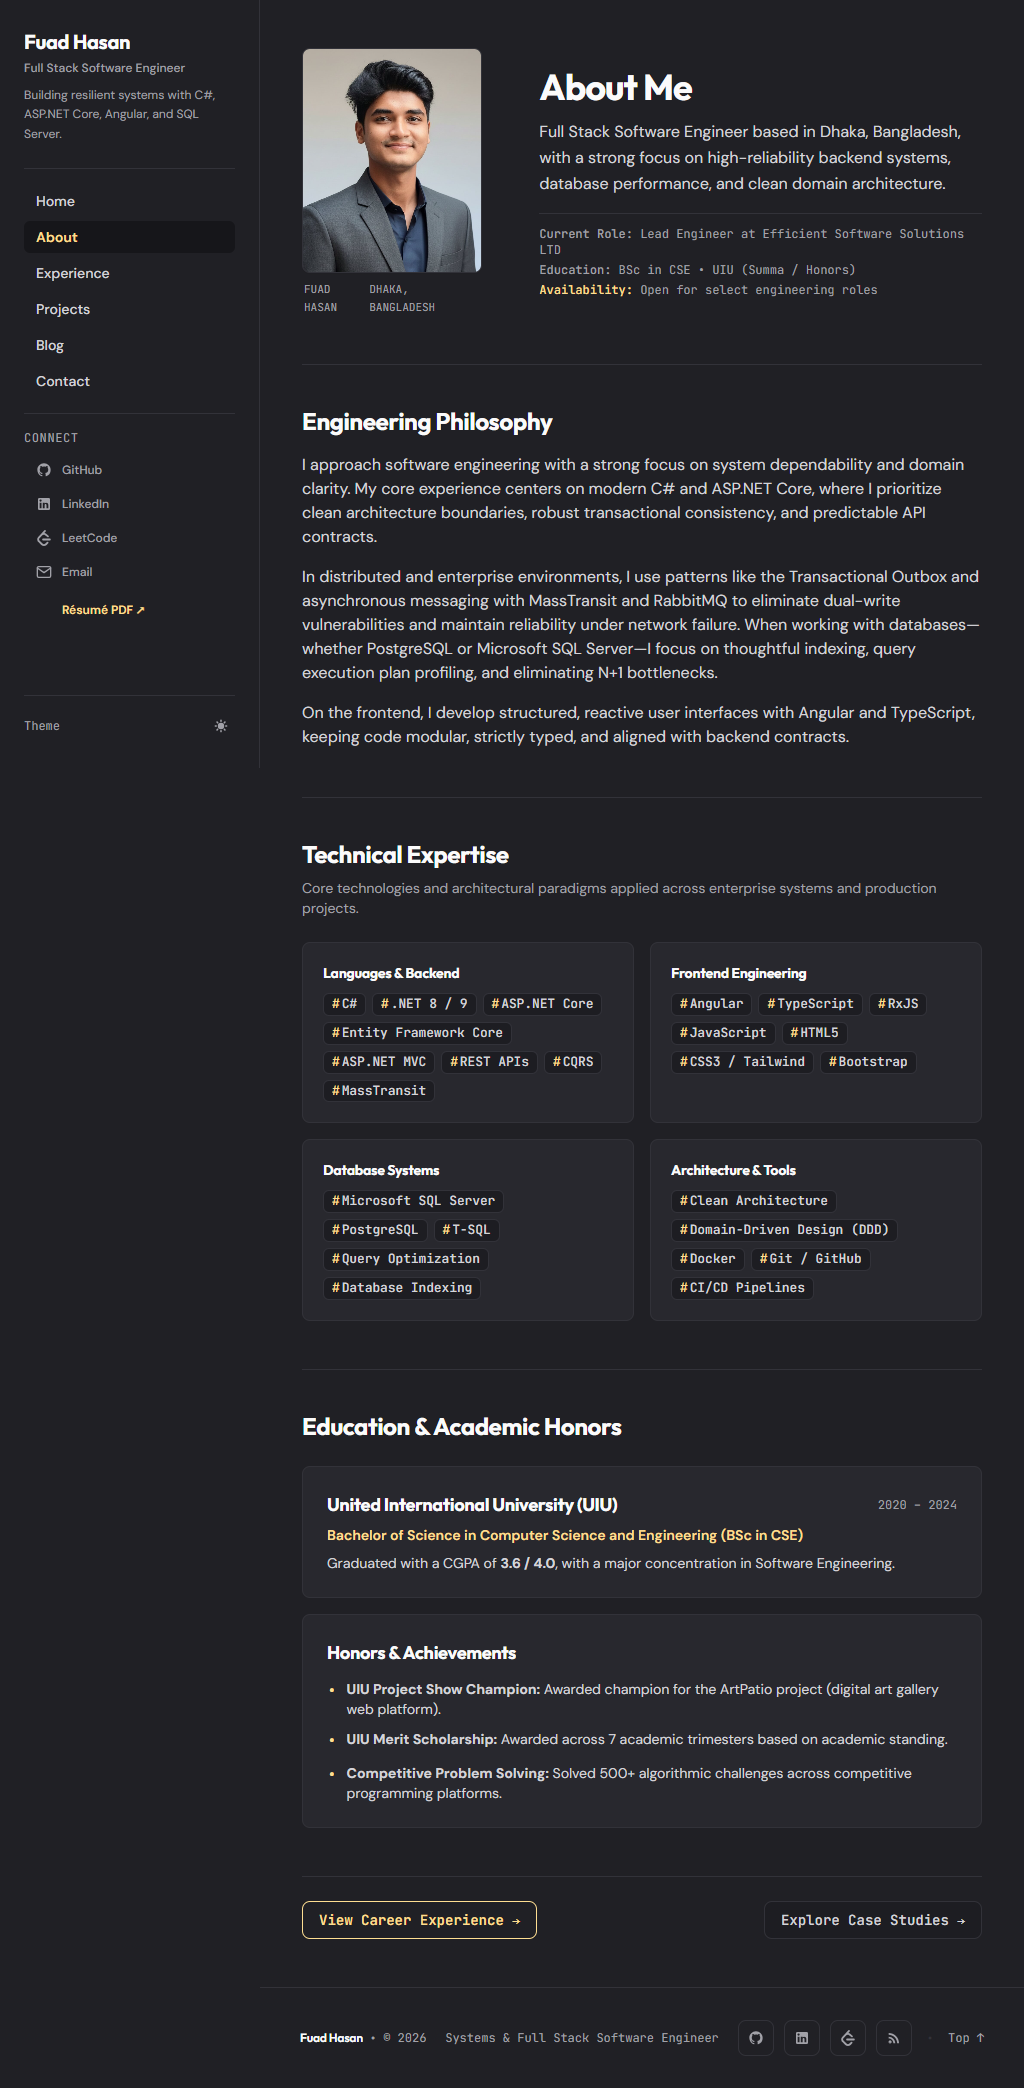 Fuad Hasan
Full Stack Software Engineer
Building resilient systems with C#,
ASP.NET Core, Angular, and SQL
Server.
Home
About
Experience
Projects
Blog
Contact
CONNECT
GitHub
LinkedIn
LeetCode
Email
Résumé PDF ↗
Theme
FUAD
HASAN
DHAKA,
BANGLADESH
About Me
Full Stack Software Engineer based in Dhaka, Bangladesh,
with a strong focus on high-reliability backend systems,
database performance, and clean domain architecture.
Current Role: Lead Engineer at Efficient Software Solutions
LTD
Education: BSc in CSE • UIU (Summa / Honors)
Availability: Open for select engineering roles
Engineering Philosophy
I approach software engineering with a strong focus on system dependability and domain
clarity. My core experience centers on modern C# and ASP.NET Core, where I prioritize
clean architecture boundaries, robust transactional consistency, and predictable API
contracts.
In distributed and enterprise environments, I use patterns like the Transactional Outbox and
asynchronous messaging with MassTransit and RabbitMQ to eliminate dual-write
vulnerabilities and maintain reliability under network failure. When working with databases—
whether PostgreSQL or Microsoft SQL Server—I focus on thoughtful indexing, query
execution plan profiling, and eliminating N+1 bottlenecks.
On the frontend, I develop structured, reactive user interfaces with Angular and TypeScript,
keeping code modular, strictly typed, and aligned with backend contracts.
Technical Expertise
Core technologies and architectural paradigms applied across enterprise systems and production
projects.
Languages & Backend
#C# #.NET 8 / 9 #ASP.NET Core
#Entity Framework Core
#ASP.NET MVC #REST APIs #CQRS
#MassTransit
Frontend Engineering
#Angular #TypeScript #RxJS
#JavaScript #HTML5
#CSS3 / Tailwind #Bootstrap
Database Systems
#Microsoft SQL Server
#PostgreSQL #T-SQL
#Query Optimization
#Database Indexing
Architecture & Tools
#Clean Architecture
#Domain-Driven Design (DDD)
#Docker #Git / GitHub
#CI/CD Pipelines
Education & Academic Honors
United International University (UIU)
2020 – 2024
Bachelor of Science in Computer Science and Engineering (BSc in CSE)
Graduated with a CGPA of 3.6 / 4.0, with a major concentration in Software Engineering.
Honors & Achievements
• UIU Project Show Champion: Awarded champion for the ArtPatio project (digital art gallery
web platform).
• UIU Merit Scholarship: Awarded across 7 academic trimesters based on academic standing.
• Competitive Problem Solving: Solved 500+ algorithmic challenges across competitive
programming platforms.
View Career Experience →
Explore Case Studies →
Fuad Hasan • © 2026 Systems & Full Stack Software Engineer · Top ↑